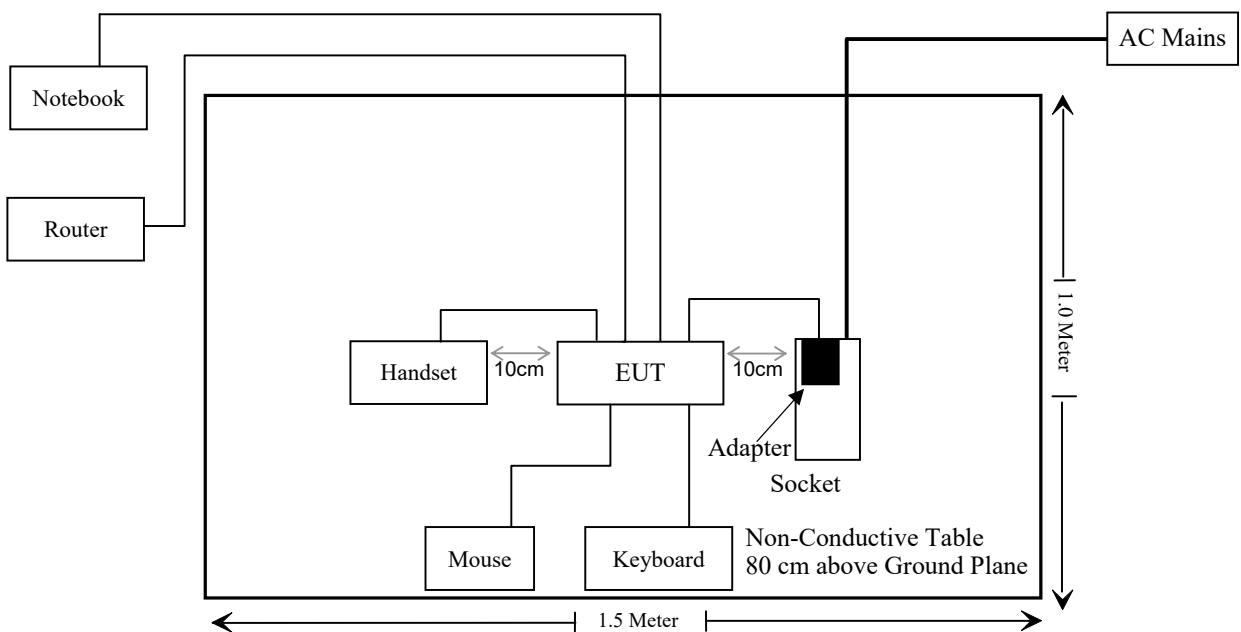 AC Mains
Notebook
Router
1.0 Meter
Handset
10cm
EUT
10cm
Adapter
Socket
Mouse
Keyboard
Non-Conductive Table
80 cm above Ground Plane
1.5 Meter